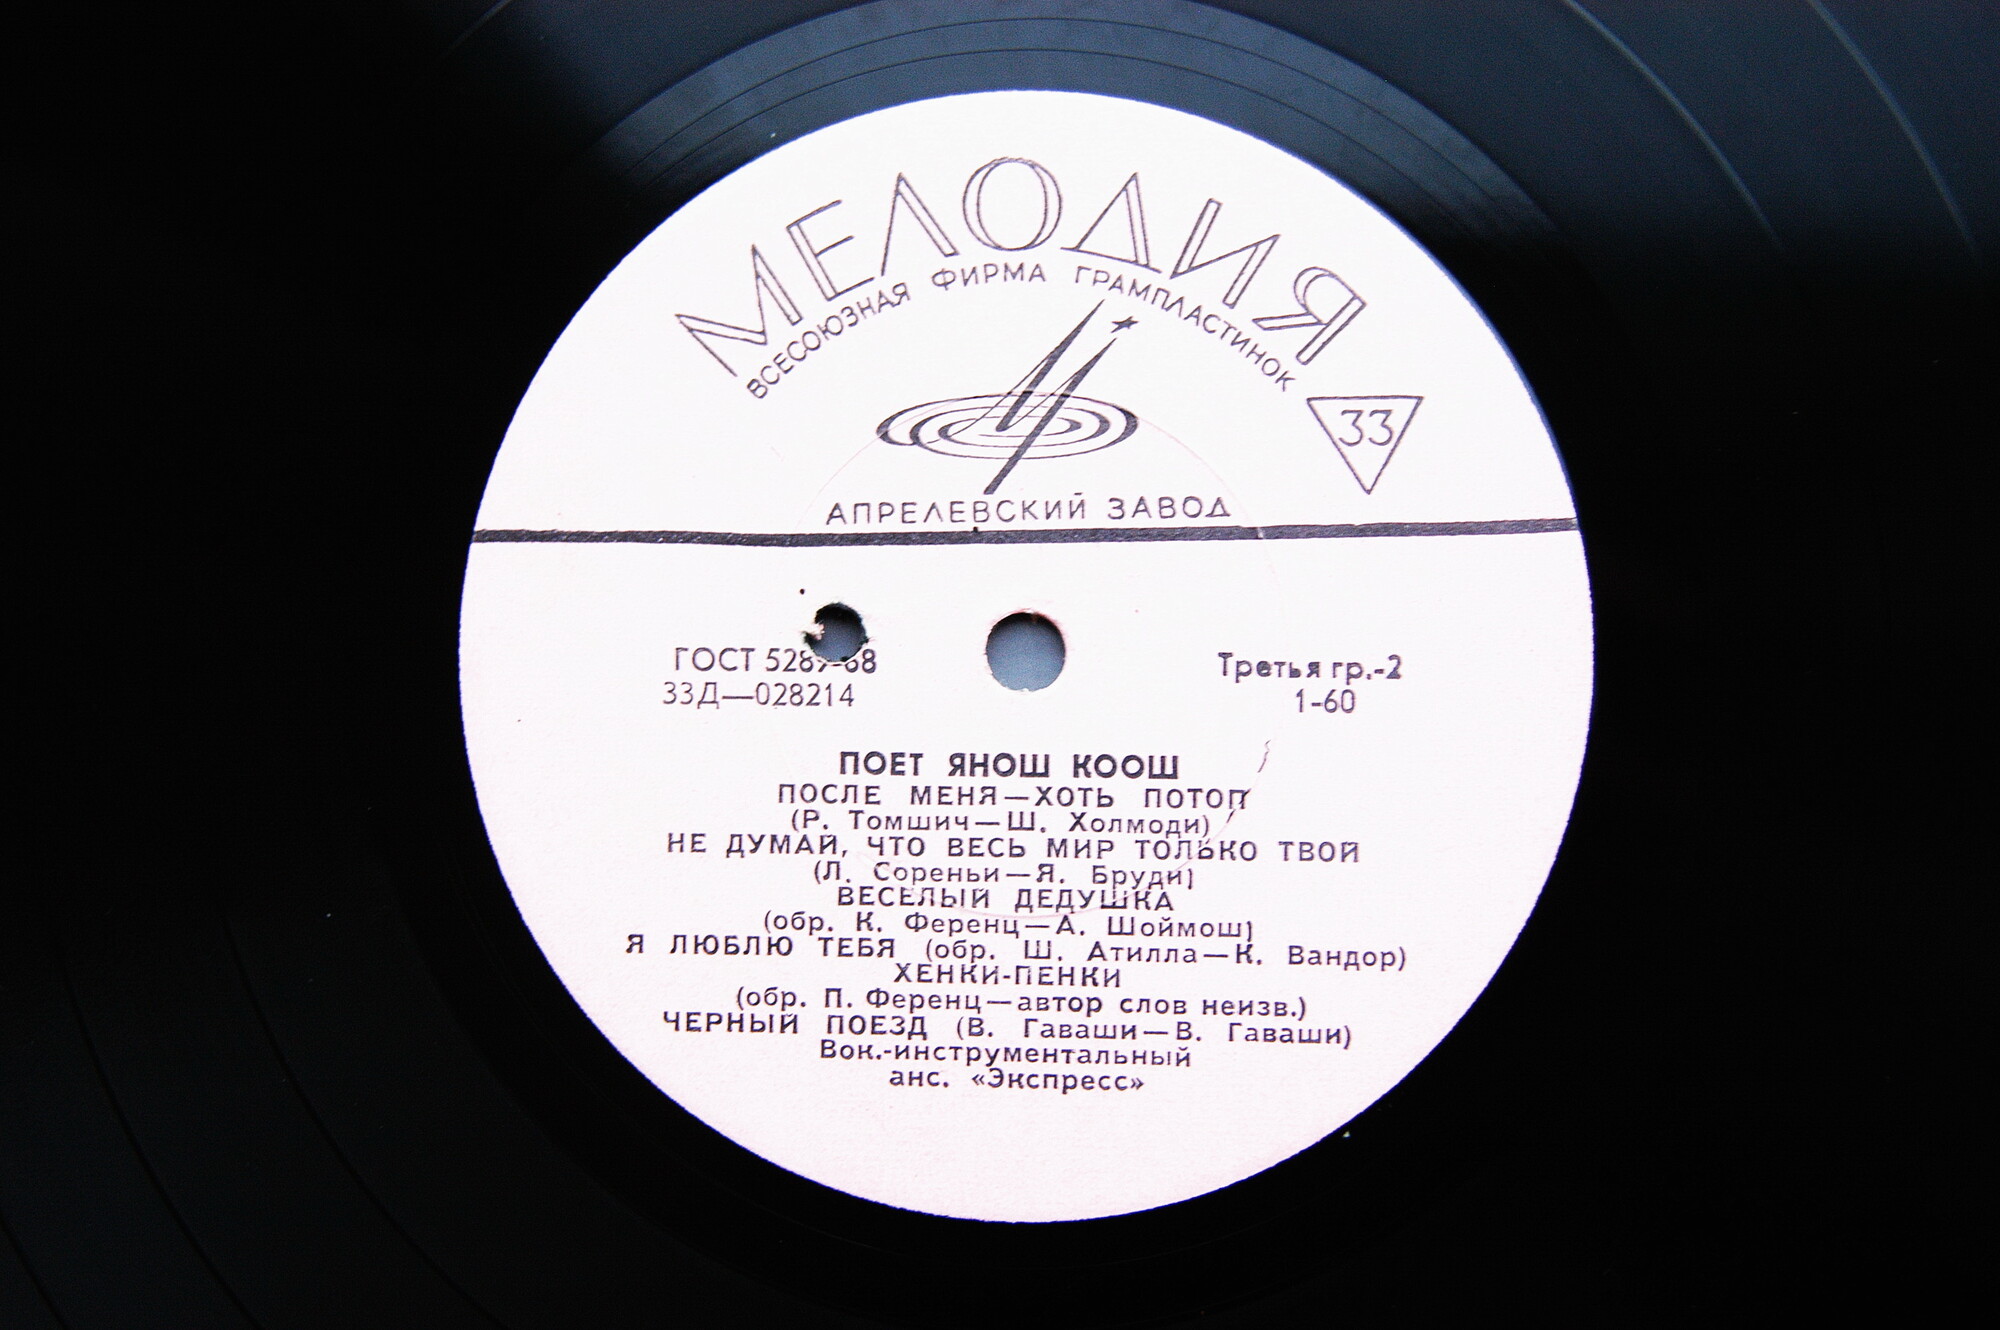 МЕЛОДИЯ
ВСЕСОЮЗНАЯ ФИРМА ГРАМПЛАСТИНОК
33
АПРЕЛЕВСКИЙ ЗАВОД
ГОСТ 5289-68
Третья гр.-2
33Д—028214
1-60
ПОЕТ ЯНОШ КООШ
ПОСЛЕ МЕНЯ—ХОТЬ ПОТОП
(Р. Томшич—Ш. Холмоди)
НЕ ДУМАЙ, ЧТО ВЕСЬ МИР ТОЛЬКО ТВОЙ
(Л. Сореньи—Я. Бруди)
ВЕСЕЛЫЙ ДЕДУШКА
(обр. К. Ференц—А. Шоймош)
Я ЛЮБЛЮ ТЕБЯ (обр. Ш. Атилла—К. Вандор)
ХЕНКИ-ПЕНКИ
(обр. П. Ференц—автор слов неизв.)
ЧЕРНЫЙ ПОЕЗД (В. Гаваши—В. Гаваши)
Вок.-инструментальный
анс. «Экспресс»